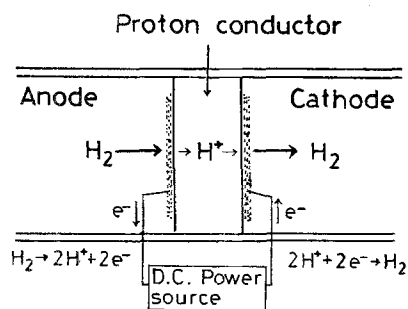 Proton conductor
Anode
Cathode
H₂ → H⁺ → H₂
e⁻
e⁻
H₂→2H⁺+2e⁻
2H⁺+2e⁻→H₂
D.C. Power
source